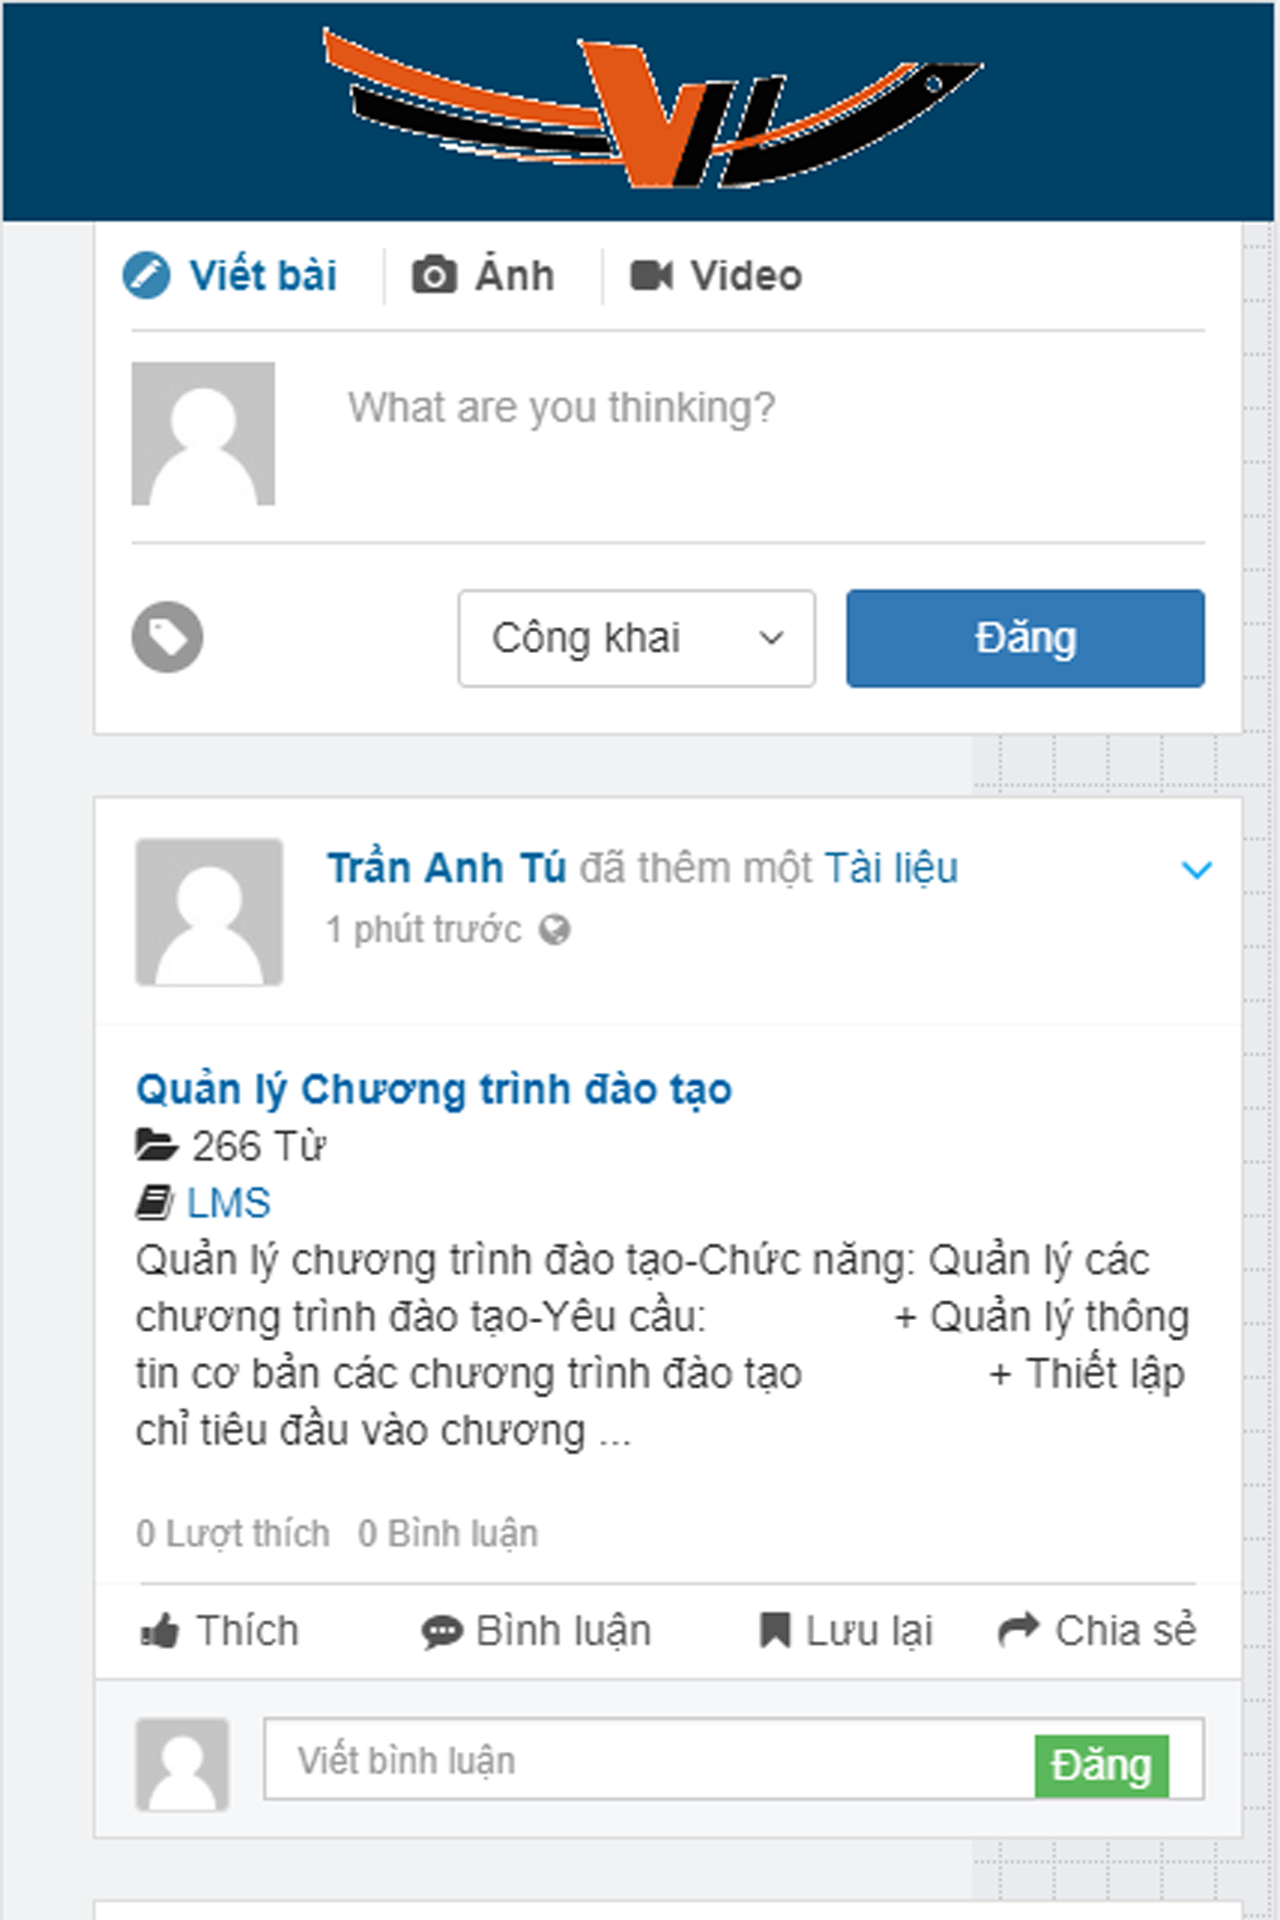 Viết bài Ảnh Video
What are you thinking?
Công khai Đăng
Trần Anh Tú đã thêm một Tài liệu
1 phút trước
Quản lý Chương trình đào tạo
266 Từ
LMS
Quản lý chương trình đào tạo-Chức năng: Quản lý các
chương trình đào tạo-Yêu cầu: + Quản lý thông
tin cơ bản các chương trình đào tạo + Thiết lập
chỉ tiêu đầu vào chương ...
0 Lượt thích 0 Bình luận
Thích Bình luận Lưu lại Chia sẻ
Viết bình luận Đăng